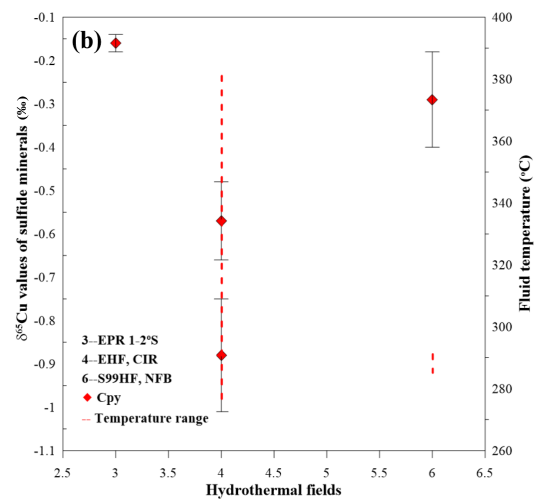 (b)
δ⁶⁵Cu values of sulfide minerals (‰)
-0.1
-0.2
-0.3
-0.4
-0.5
-0.6
-0.7
-0.8
-0.9
-1
-1.1
3--EPR 1-2°S
4--EHF, CIR
6--S99HF, NFB
Cpy
Temperature range
2.5 3 3.5 4 4.5 5 5.5 6 6.5
Hydrothermal fields
400
380
360
340
320
300
280
260
Fluid temperature (°C)